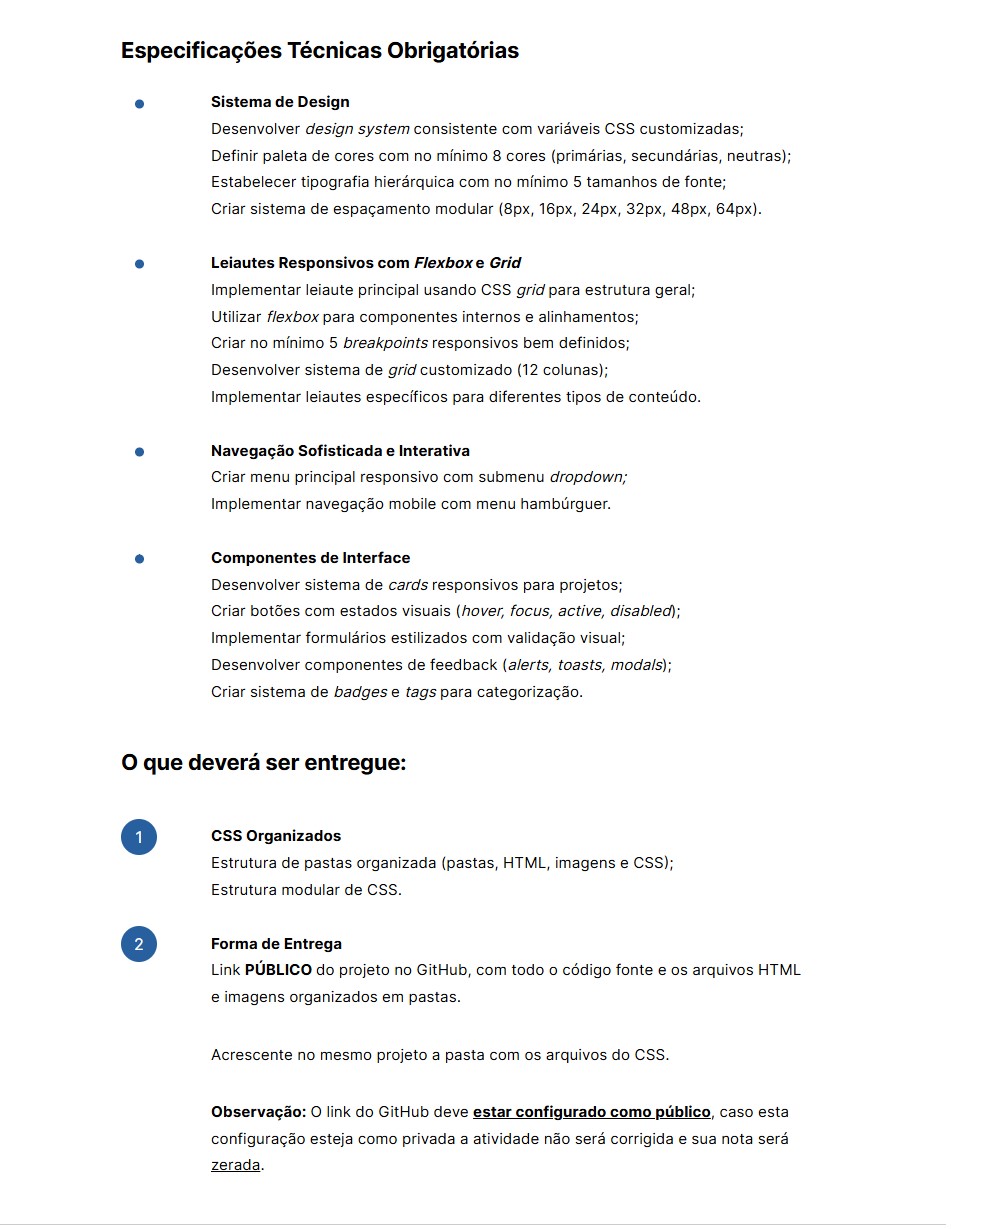 Especificações Técnicas Obrigatórias
Sistema de Design
Desenvolver design system consistente com variáveis CSS customizadas;
Definir paleta de cores com no mínimo 8 cores (primárias, secundárias, neutras);
Estabelecer tipografia hierárquica com no mínimo 5 tamanhos de fonte;
Criar sistema de espaçamento modular (8px, 16px, 24px, 32px, 48px, 64px).
Leiautes Responsivos com Flexbox e Grid
Implementar leiaute principal usando CSS grid para estrutura geral;
Utilizar flexbox para componentes internos e alinhamentos;
Criar no mínimo 5 breakpoints responsivos bem definidos;
Desenvolver sistema de grid customizado (12 colunas);
Implementar leiautes específicos para diferentes tipos de conteúdo.
Navegação Sofisticada e Interativa
Criar menu principal responsivo com submenu dropdown;
Implementar navegação mobile com menu hambúrguer.
Componentes de Interface
Desenvolver sistema de cards responsivos para projetos;
Criar botões com estados visuais (hover, focus, active, disabled);
Implementar formulários estilizados com validação visual;
Desenvolver componentes de feedback (alerts, toasts, modals);
Criar sistema de badges e tags para categorização.
O que deverá ser entregue:
1
CSS Organizados
Estrutura de pastas organizada (pastas, HTML, imagens e CSS);
Estrutura modular de CSS.
2
Forma de Entrega
Link PÚBLICO do projeto no GitHub, com todo o código fonte e os arquivos HTML
e imagens organizados em pastas.
Acrescente no mesmo projeto a pasta com os arquivos do CSS.
Observação: O link do GitHub deve estar configurado como público, caso esta
configuração esteja como privada a atividade não será corrigida e sua nota será
zerada.